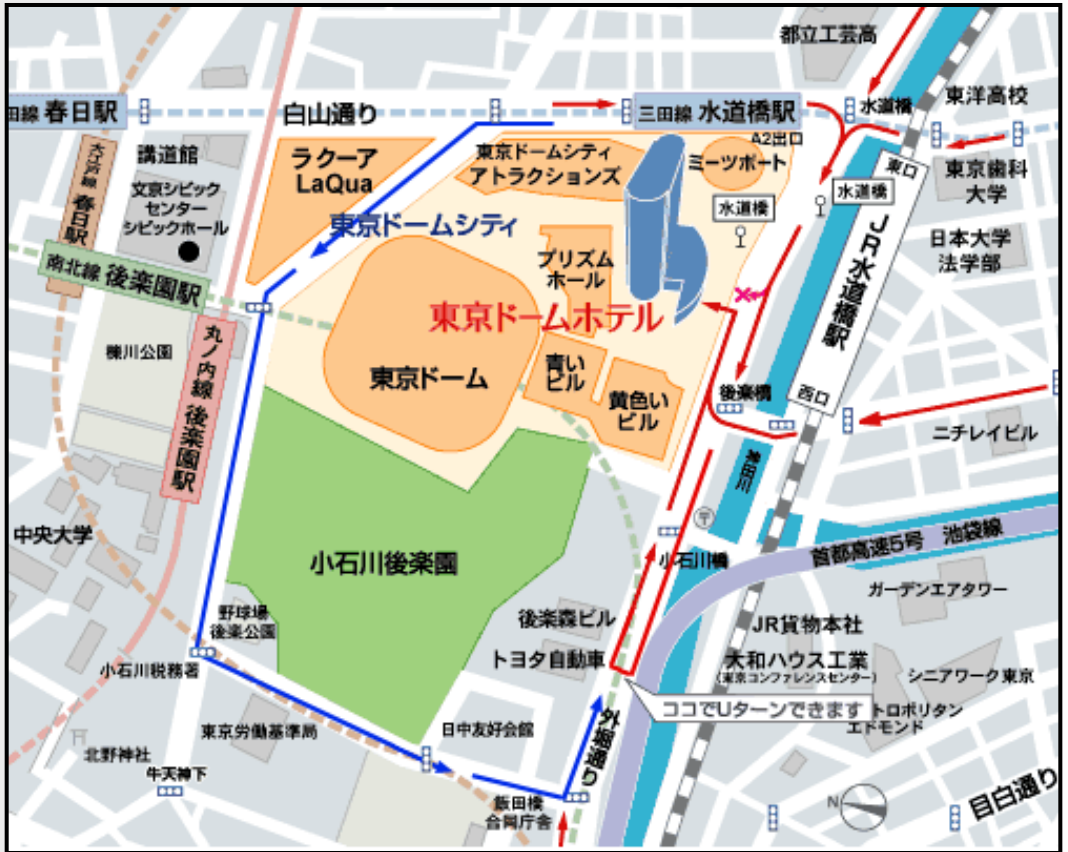 都立工芸高
田線 春日駅
白山通り
三田線 水道橋駅
水道橋
東洋高校
A2出口
講道館
ラクーア
LaQua
東京ドームシティ
アトラクションズ
ミーツポート
東口
東京歯科
大学
大江戸線 春日駅
文京シビック
センター
シビックホール
水道橋
水道橋
東京ドームシティ
日本大学
法学部
JR水道橋駅
南北線 後楽園駅
プリズム
ホール
東京ドームホテル
丸ノ内線 後楽園駅
礫川公園
東京ドーム
青い
ビル
黄色い
ビル
後楽橋
西口
ニチレイビル
神田川
中央大学
小石川後楽園
〒
小石川橋
首都高速5号 池袋線
ガーデンエアタワー
野球場
後楽公園
後楽森ビル
JR貨物本社
トヨタ自動車
大和ハウス工業
(東京コンファレンスセンター)
シニアワーク東京
小石川税務署
ココでUターンできます
トロポリタン
エドモンド
東京労働基準局
日中友好会館
外堀通り
北野神社
牛天神下
飯田橋
合同庁舎
N
目白通り